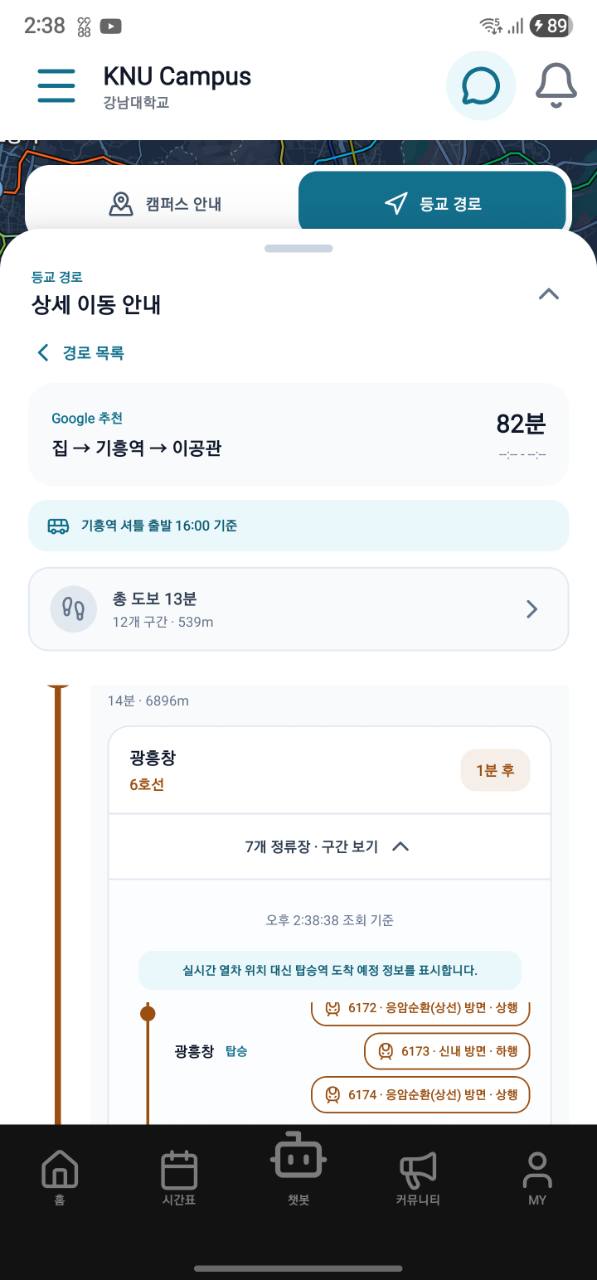 2:38
89
KNU Campus
강남대학교
캠퍼스 안내
등교 경로
등교 경로
상세 이동 안내
경로 목록
Google 추천
82분
집 → 기흥역 → 이공관
--:-- - --:--
기흥역 셔틀 출발 16:00 기준
총 도보 13분
12개 구간 · 539m
14분 · 6896m
광흥창
6호선
1분 후
7개 정류장 · 구간 보기
오후 2:38:38 조회 기준
실시간 열차 위치 대신 탑승역 도착 예정 정보를 표시합니다.
6172 · 응암순환(상선) 방면 · 상행
광흥창 탑승
6173 · 신내 방면 · 하행
6174 · 응암순환(상선) 방면 · 상행
홈
시간표
챗봇
커뮤니티
MY